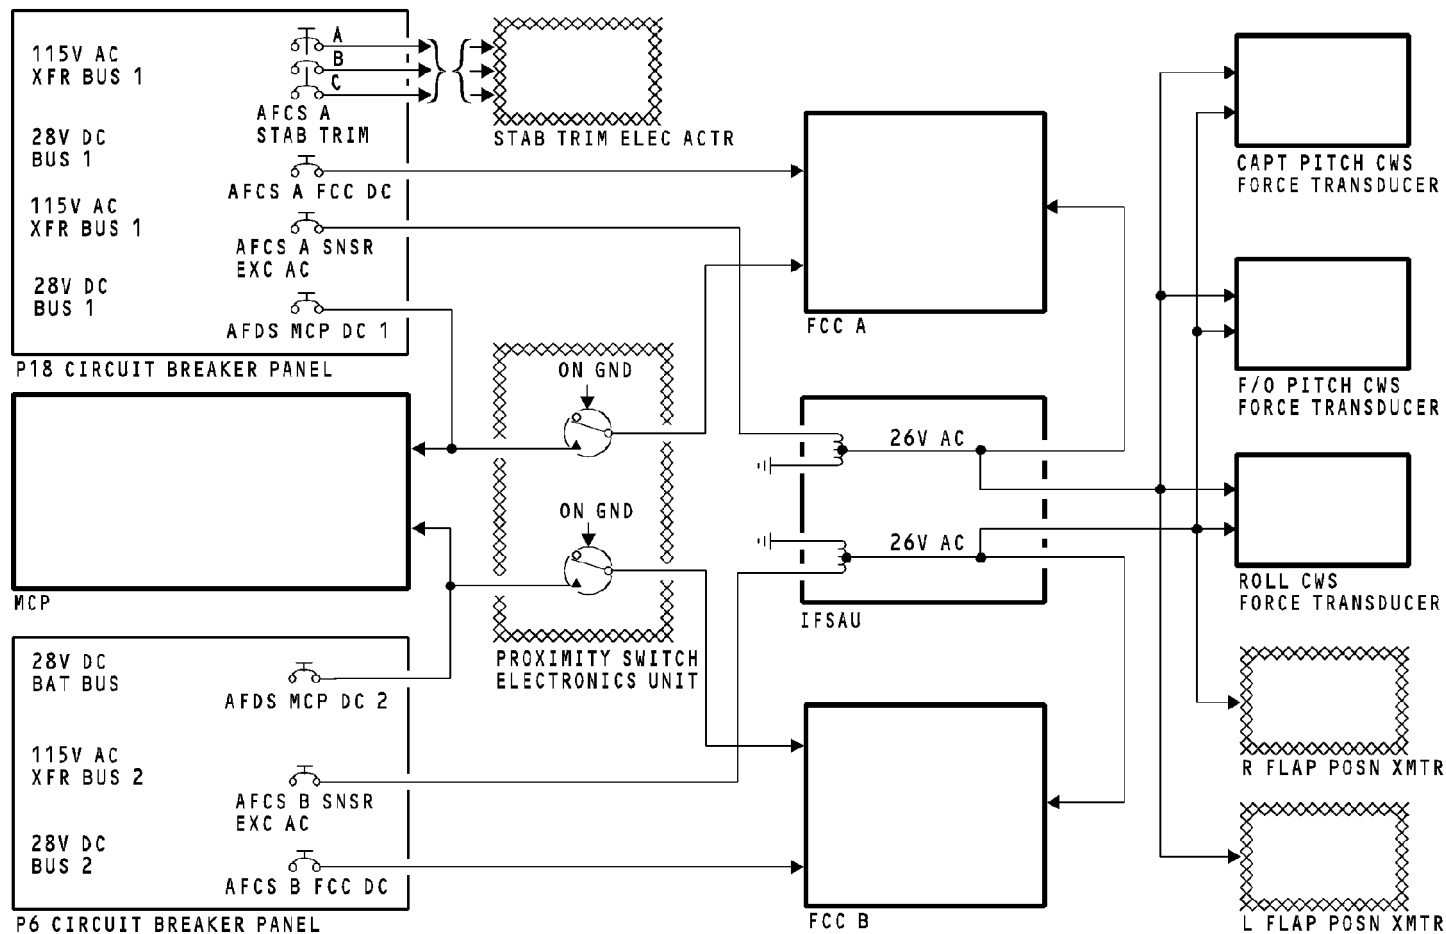 115V AC
XFR BUS 1
A
B
C
AFCS A
STAB TRIM
28V DC
BUS 1
AFCS A FCC DC
115V AC
XFR BUS 1
AFCS A SNSR
EXC AC
28V DC
BUS 1
AFDS MCP DC 1
P18 CIRCUIT BREAKER PANEL
STAB TRIM ELEC ACTR
MCP
ON GND
ON GND
PROXIMITY SWITCH
ELECTRONICS UNIT
28V DC
BAT BUS
AFDS MCP DC 2
115V AC
XFR BUS 2
AFCS B SNSR
EXC AC
28V DC
BUS 2
AFCS B FCC DC
P6 CIRCUIT BREAKER PANEL
FCC A
26V AC
26V AC
IFSAU
FCC B
CAPT PITCH CWS
FORCE TRANSDUCER
F/O PITCH CWS
FORCE TRANSDUCER
ROLL CWS
FORCE TRANSDUCER
R FLAP POSN XMTR
L FLAP POSN XMTR